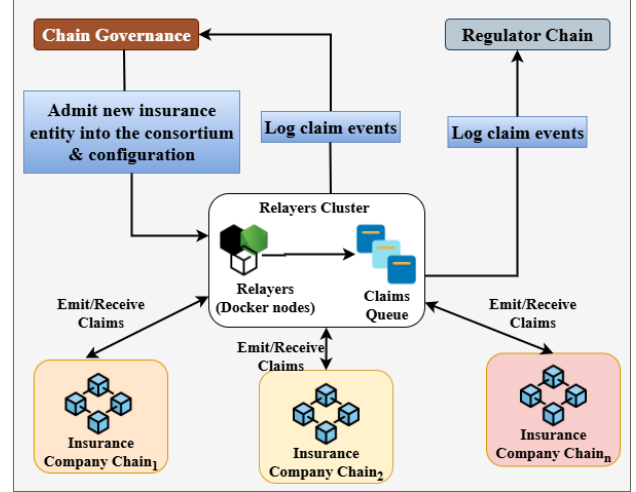 Chain Governance
Regulator Chain
Admit new insurance
entity into the consortium
& configuration
Log claim events
Log claim events
Relayers Cluster
Relayers
(Docker nodes)
Claims
Queue
Emit/Receive
Claims
Emit/Receive
Claims
Emit/Receive
Claims
Insurance
Company Chain₁
Insurance
Company Chain₂
Insurance
Company Chainₙ